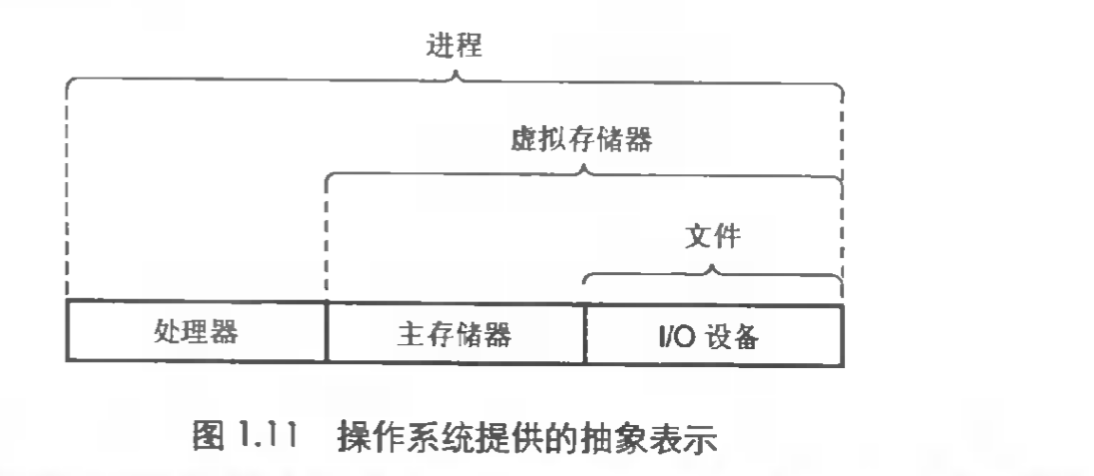 进程
虚拟存储器
文件
处理器 主存储器 I/O 设备
图 1.11 操作系统提供的抽象表示